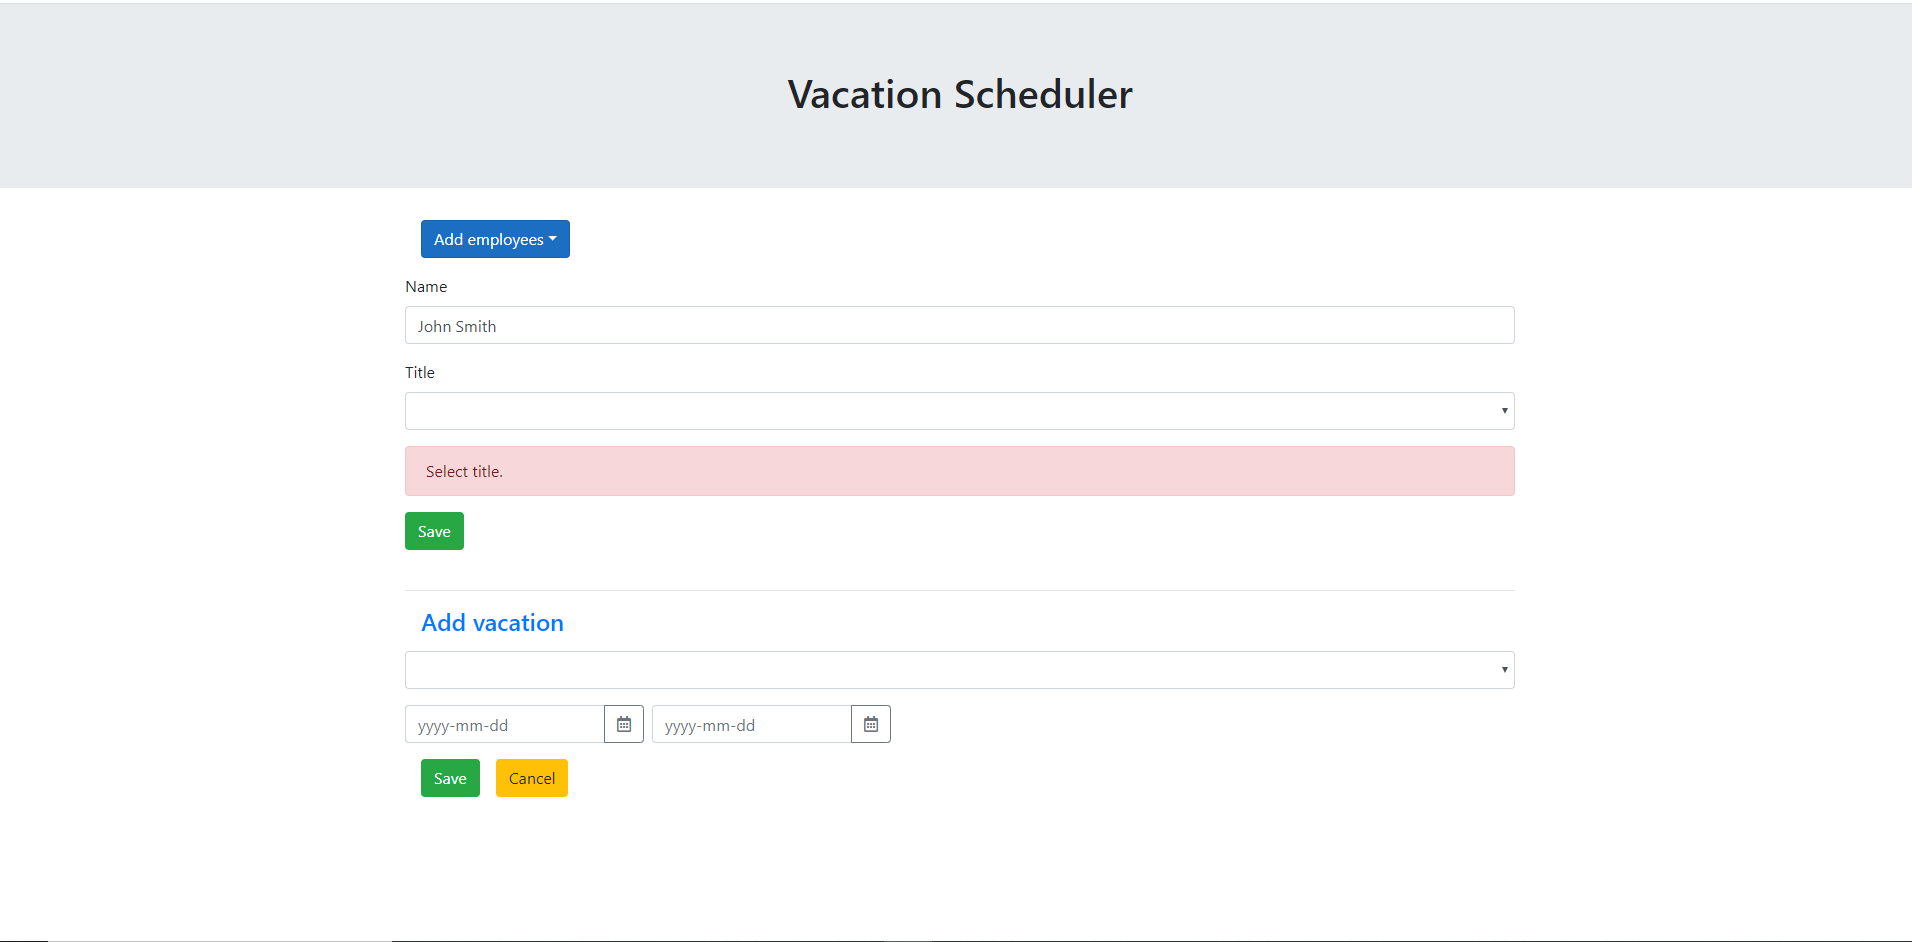 Vacation Scheduler
Add employees
Name
John Smith
Title
Select title.
Save
Add vacation
yyyy-mm-dd yyyy-mm-dd
Save Cancel